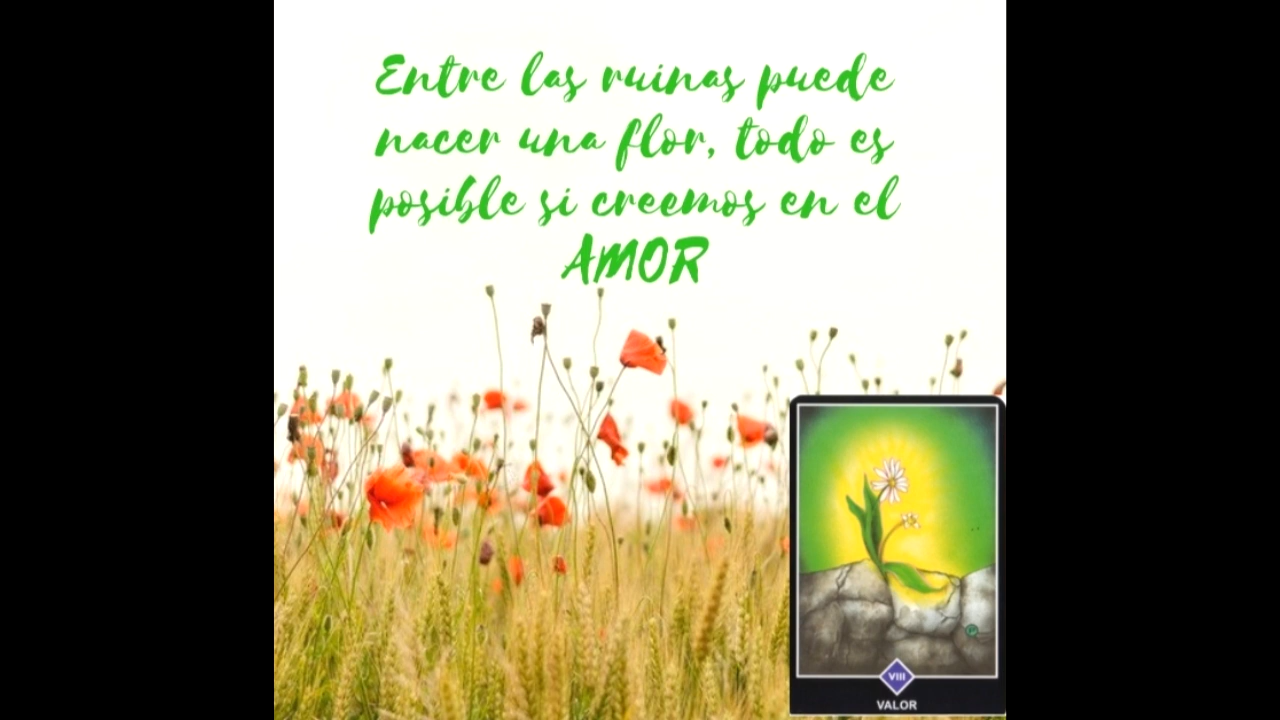 Entre las ruinas puede
nacer una flor, todo es
posible si creemos en el
AMOR
VIII
VALOR